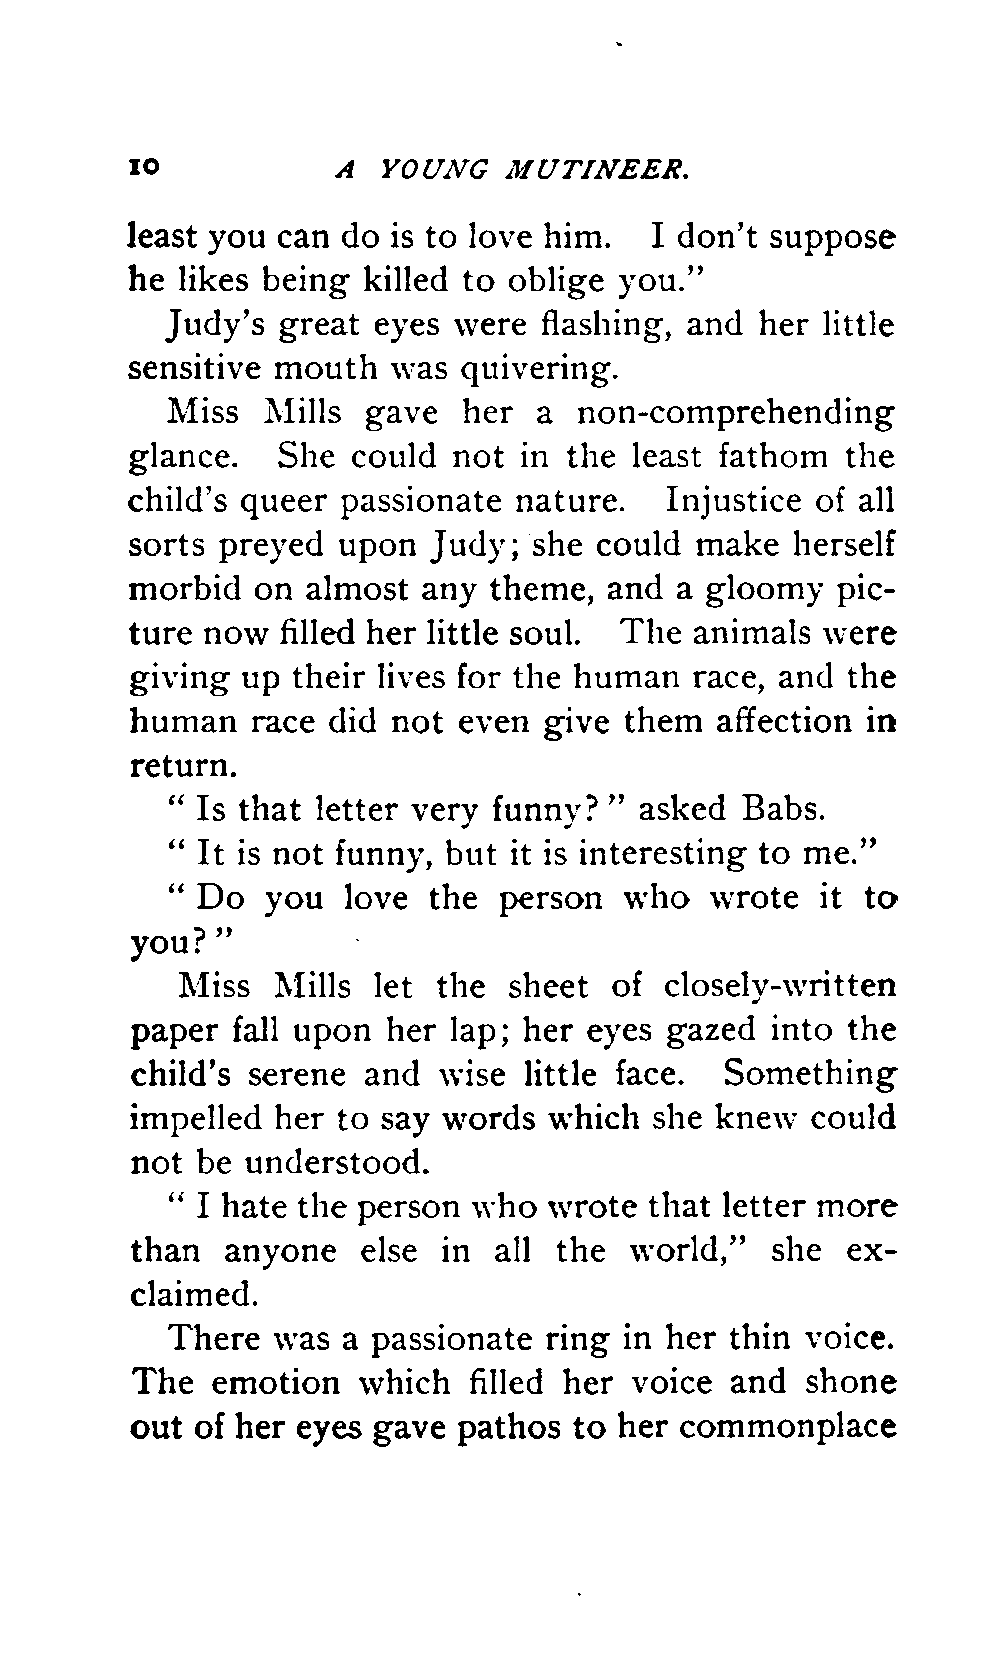 10 A YOUNG MUTINEER.
least you can do is to love him. I don't suppose
he likes being killed to oblige you."
Judy's great eyes were flashing, and her little
sensitive mouth was quivering.
Miss Mills gave her a non-comprehending
glance. She could not in the least fathom the
child's queer passionate nature. Injustice of all
sorts preyed upon Judy; she could make herself
morbid on almost any theme, and a gloomy pic-
ture now filled her little soul. The animals were
giving up their lives for the human race, and the
human race did not even give them affection in
return.
" Is that letter very funny? " asked Babs.
" It is not funny, but it is interesting to me."
" Do you love the person who wrote it to
you? "
Miss Mills let the sheet of closely-written
paper fall upon her lap; her eyes gazed into the
child's serene and wise little face. Something
impelled her to say words which she knew could
not be understood.
" I hate the person who wrote that letter more
than anyone else in all the world," she ex-
claimed.
There was a passionate ring in her thin voice.
The emotion which filled her voice and shone
out of her eyes gave pathos to her commonplace